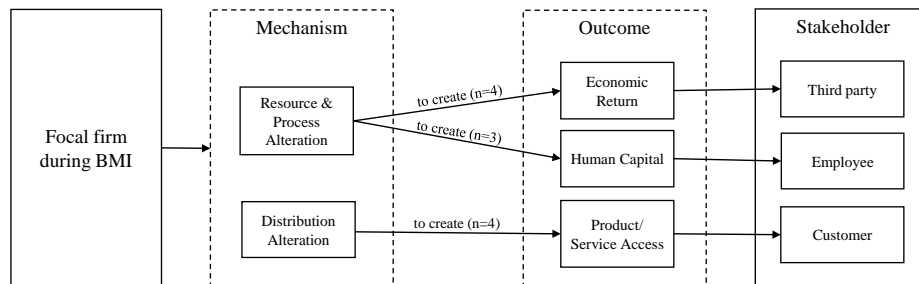 Mechanism
Outcome
Stakeholder
Focal firm
during BMI
Resource &
Process
Alteration
to create (n=4)
to create (n=3)
Economic
Return
Third party
Human Capital
Employee
Distribution
Alteration
to create (n=4)
Product/
Service Access
Customer